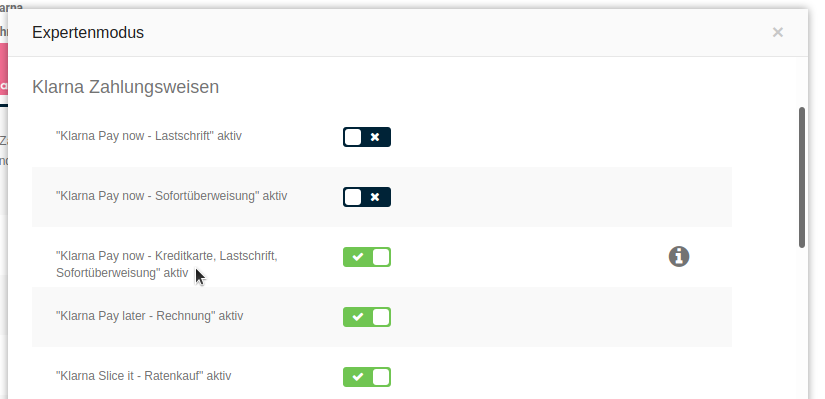 arna
Expertenmodus
Klarna Zahlungsweisen
"Klarna Pay now - Lastschrift" aktiv
"Klarna Pay now - Sofortüberweisung" aktiv
"Klarna Pay now - Kreditkarte, Lastschrift,
Sofortüberweisung" aktiv
"Klarna Pay later - Rechnung" aktiv
"Klarna Slice it - Ratenkauf" aktiv